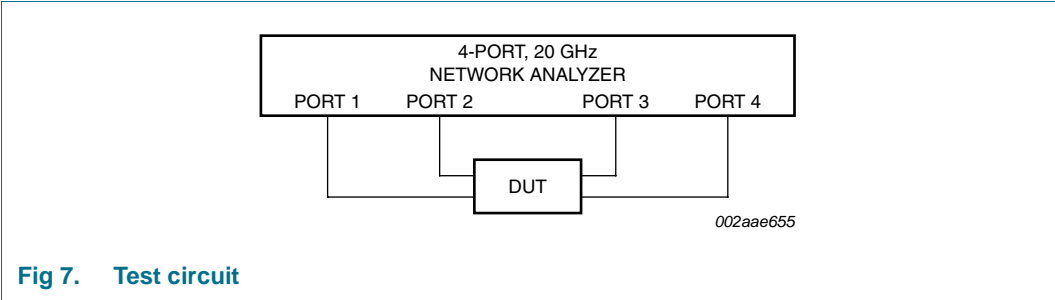 4-PORT, 20 GHz
NETWORK ANALYZER
PORT 1 PORT 2 PORT 3 PORT 4
DUT
002aae655
Fig 7. Test circuit